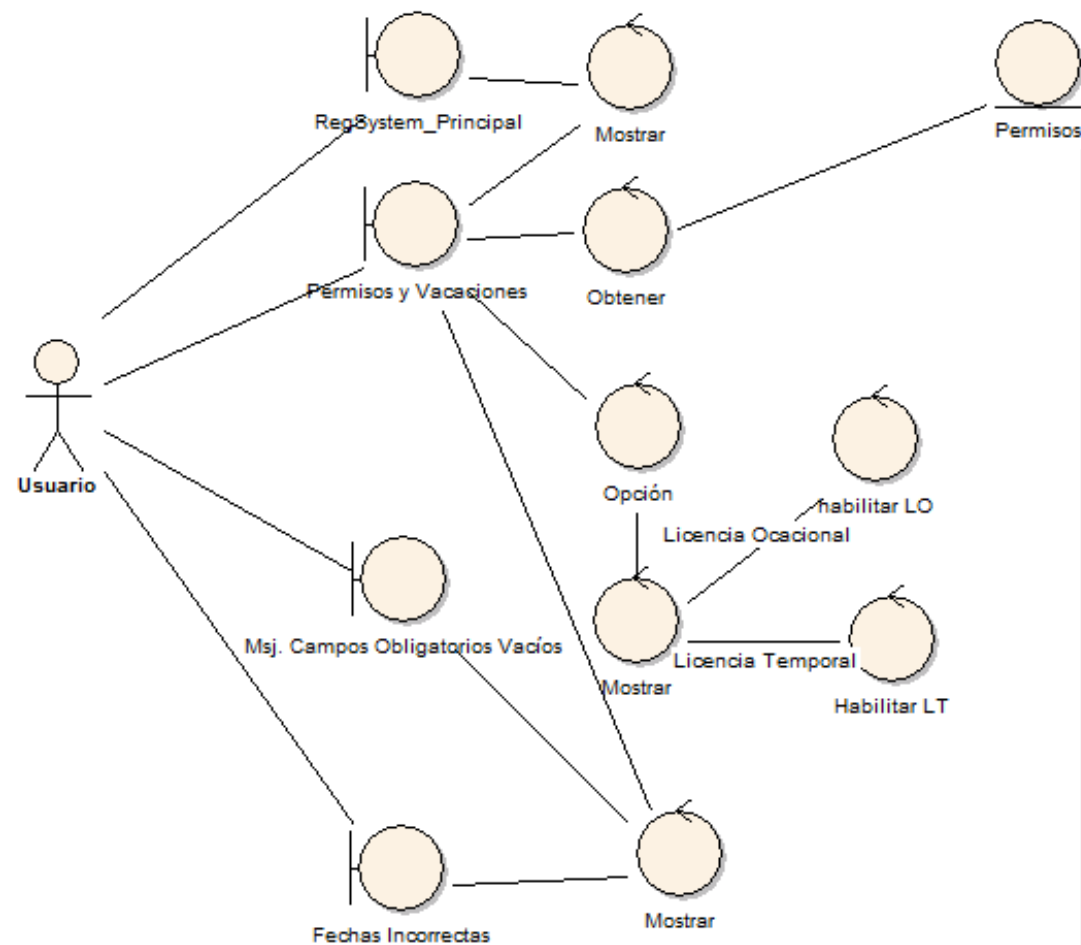 RegSystem_Principal
Mostrar
Permisos
Permisos y Vacaciones
Obtener
Usuario
Opción
habilitar LO
Licencia Ocacional
Msj. Campos Obligatorios Vacíos
Licencia Temporal
Mostrar
Habilitar LT
Fechas Incorrectas
Mostrar